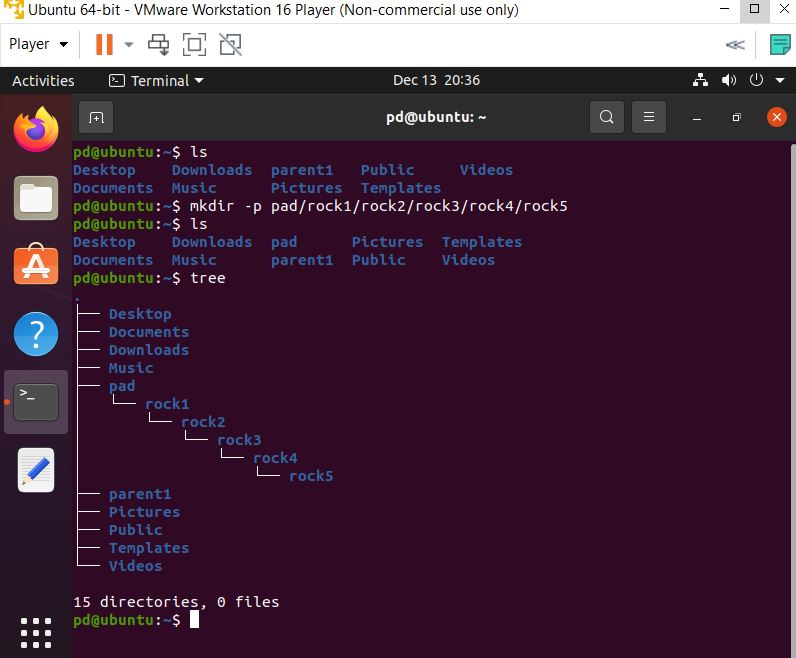 Ubuntu 64-bit - VMware Workstation 16 Player (Non-commercial use only)
Player
Activities Terminal Dec 13 20:36
pd@ubuntu: ~
pd@ubuntu:~$ ls
Desktop Downloads parent1 Public Videos
Documents Music Pictures Templates
pd@ubuntu:~$ mkdir -p pad/rock1/rock2/rock3/rock4/rock5
pd@ubuntu:~$ ls
Desktop Downloads pad Pictures Templates
Documents Music parent1 Public Videos
pd@ubuntu:~$ tree
.
├── Desktop
├── Documents
├── Downloads
├── Music
├── pad
│   └── rock1
│       └── rock2
│           └── rock3
│               └── rock4
│                   └── rock5
├── parent1
├── Pictures
├── Public
├── Templates
└── Videos
15 directories, 0 files
pd@ubuntu:~$